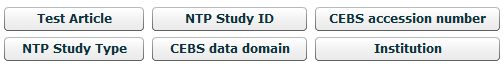 Test Article NTP Study ID CEBS accession number
NTP Study Type CEBS data domain Institution